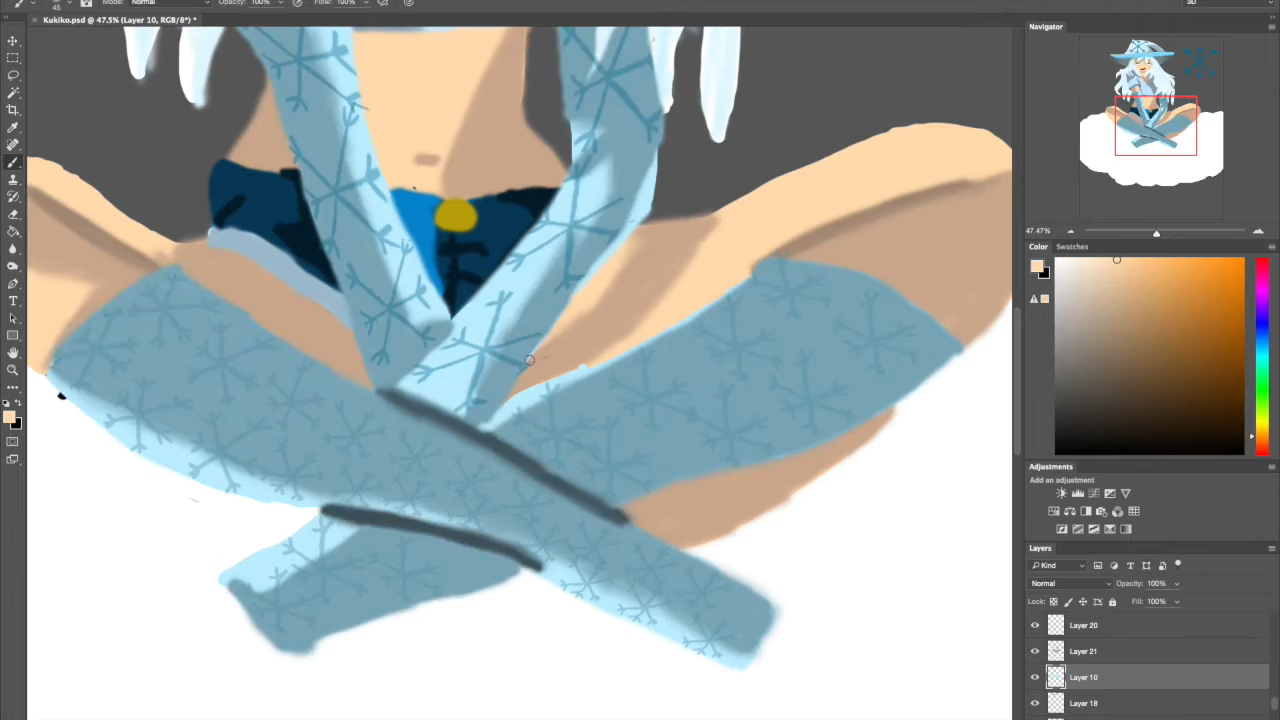 45 Mode: Normal Opacity: 100% Flow: 100% 3D
Kukiko.psd @ 47.5% (Layer 10, RGB/8*) *
Navigator
47.47%
Color Swatches
Adjustments
Add an adjustment
Layers
Kind
Normal Opacity: 100%
Lock: Fill: 100%
Layer 20
Layer 21
Layer 10
Layer 18